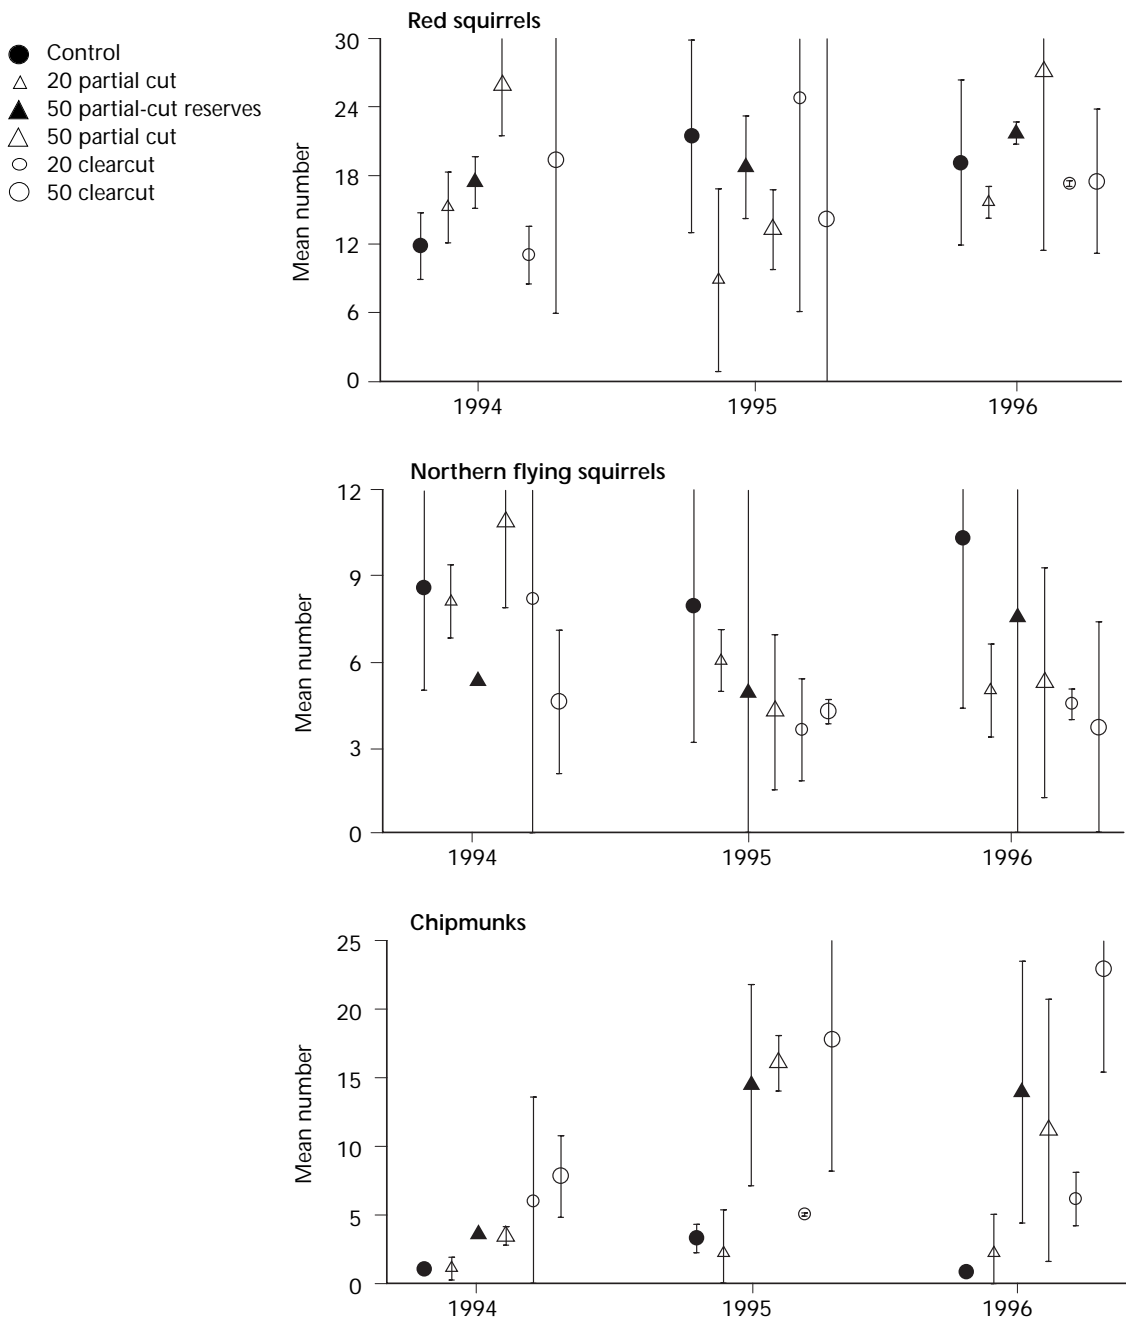 Red squirrels
Control
20 partial cut
50 partial-cut reserves
50 partial cut
20 clearcut
50 clearcut
Mean number
30
24
18
12
6
0
1994 1995 1996
Northern flying squirrels
Mean number
12
9
6
3
0
1994 1995 1996
Chipmunks
Mean number
25
20
15
10
5
0
1994 1995 1996